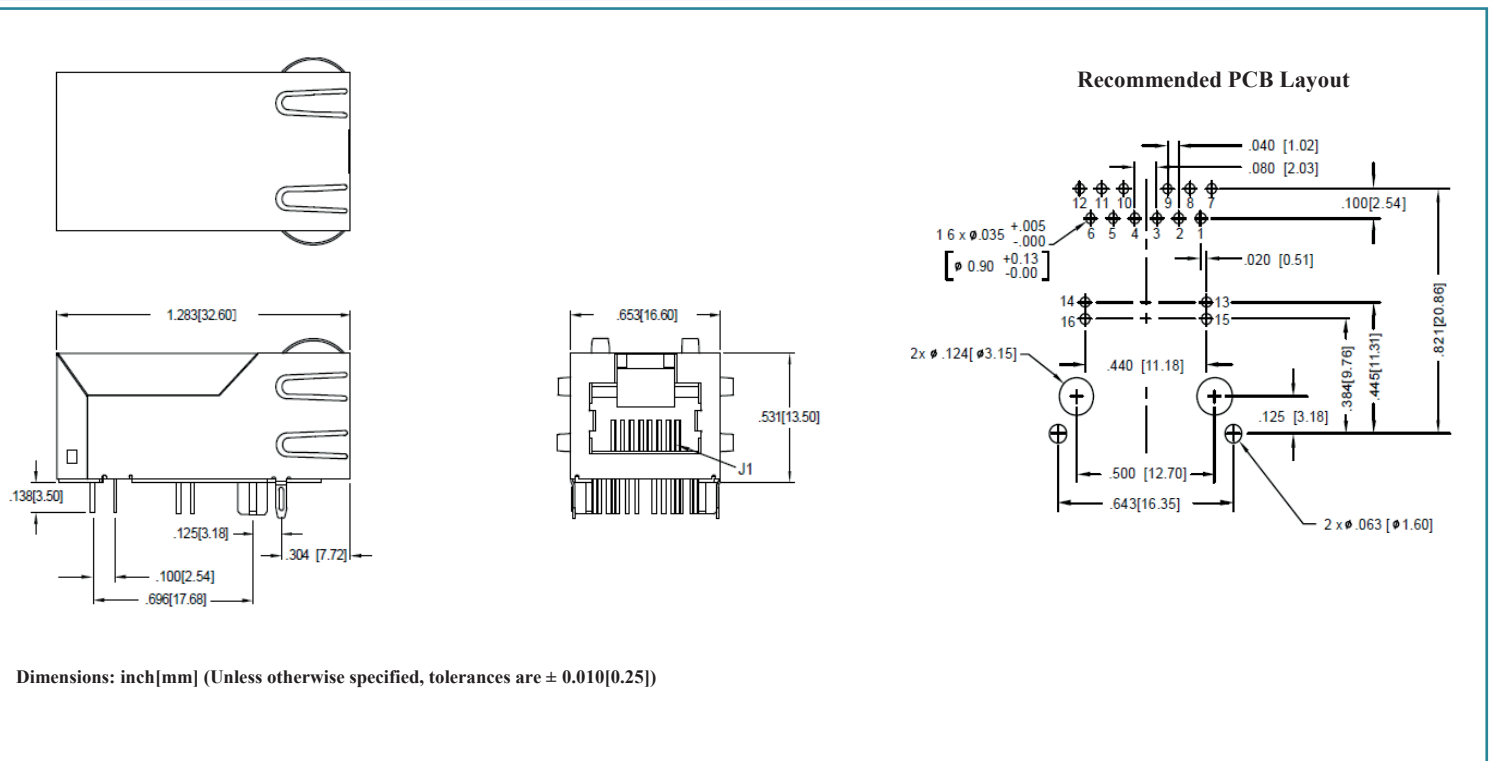 Recommended PCB Layout
.040 [1.02]
.080 [2.03]
12 11 10 9 8 7
.100[2.54]
6 5 4 3 2 1
1 6 x ø.035 +.005 -.000
[ø 0.90 +0.13 -0.00]
.020 [0.51]
14 13
16 15
.821[20.86]
.445[11.31]
.384[9.76]
2x ø .124[ ø3.15]
.440 [11.18]
.125 [3.18]
.500 [12.70]
.643[16.35]
2 x ø .063 [ ø1.60]
1.283[32.60]
.653[16.60]
.531[13.50]
J1
.138[3.50]
.125[3.18]
.304 [7.72]
.100[2.54]
.696[17.68]
Dimensions: inch[mm] (Unless otherwise specified, tolerances are ± 0.010[0.25])